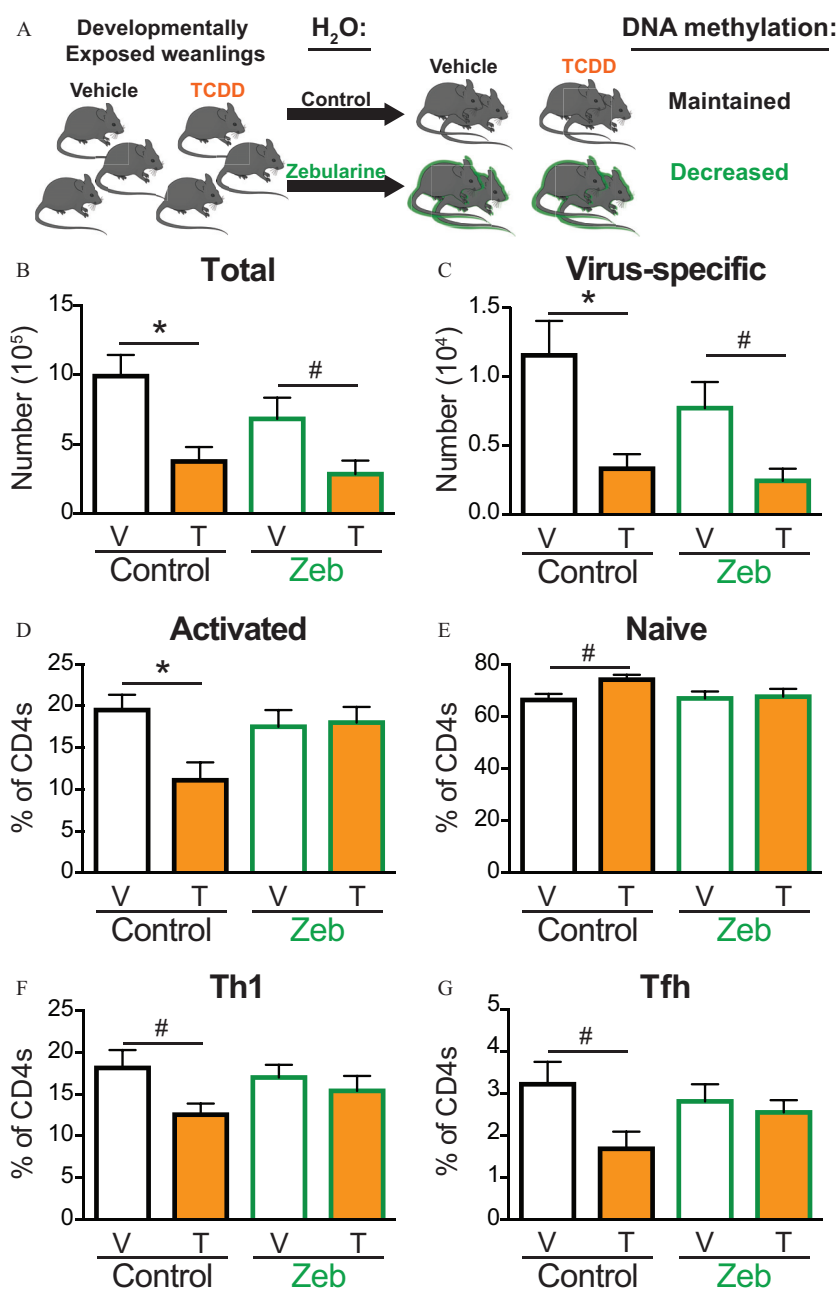 A
Developmentally
Exposed weanlings
H₂O:
DNA methylation:
Vehicle
TCDD
Control
Vehicle
TCDD
Maintained
Zebularine
Decreased
B
Total
Number (10⁵)
15
10
5
0
*
#
V
T
V
T
Control
Zeb
C
Virus-specific
Number (10⁴)
1.5
1.0
0.5
0.0
*
#
V
T
V
T
Control
Zeb
D
Activated
% of CD4s
25
20
15
10
5
0
*
V
T
V
T
Control
Zeb
E
Naive
% of CD4s
80
60
40
20
0
#
V
T
V
T
Control
Zeb
F
Th1
% of CD4s
25
20
15
10
5
0
#
V
T
V
T
Control
Zeb
G
Tfh
% of CD4s
5
4
3
2
1
0
#
V
T
V
T
Control
Zeb